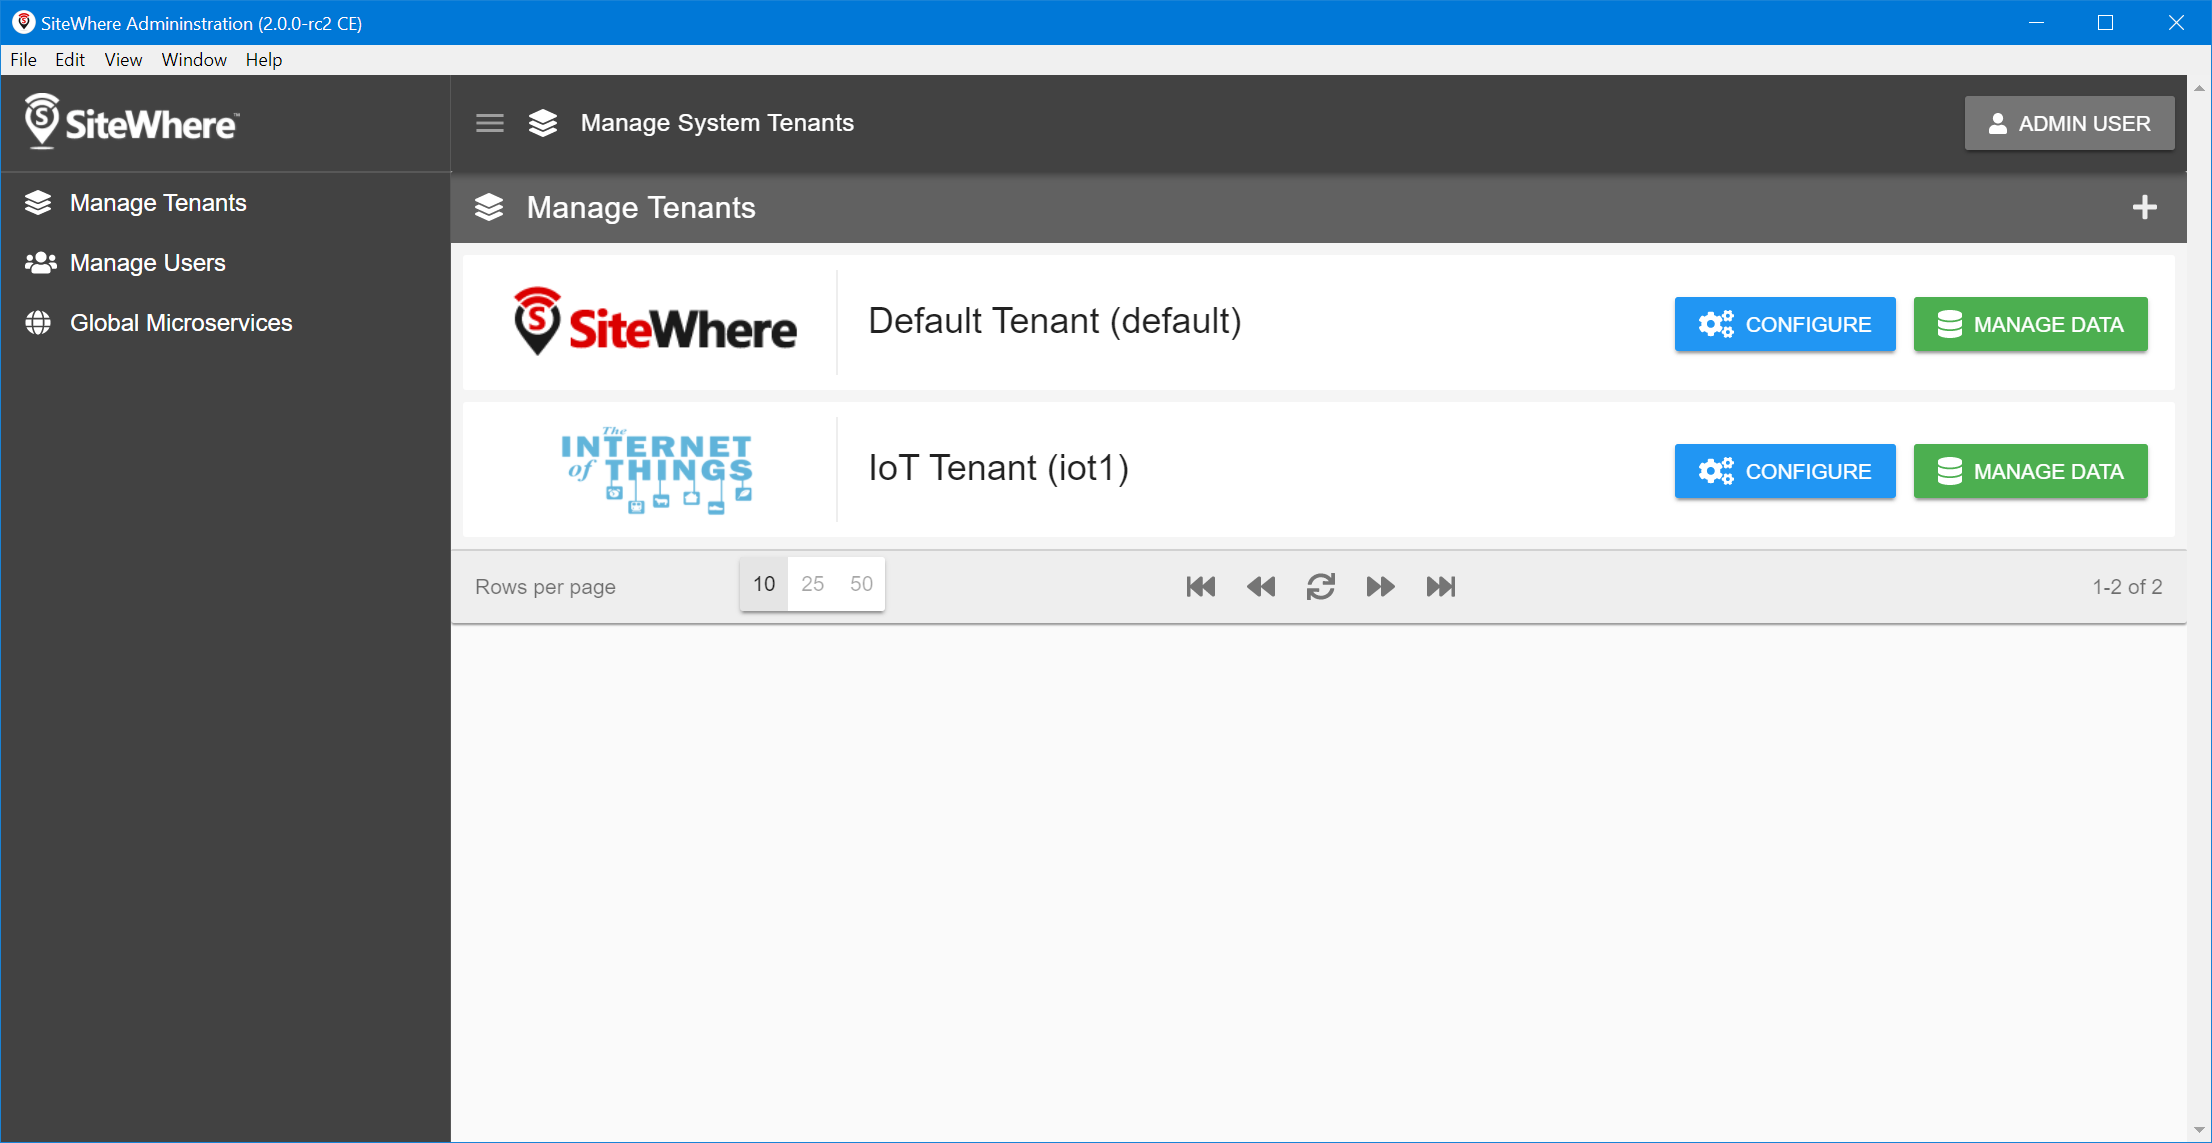 SiteWhere Admininstration (2.0.0-rc2 CE)
File Edit View Window Help
SiteWhere™
Manage System Tenants
ADMIN USER
Manage Tenants
Manage Users
Global Microservices
Manage Tenants
SiteWhere
Default Tenant (default)
CONFIGURE
MANAGE DATA
The
INTERNET
of THINGS
IoT Tenant (iot1)
CONFIGURE
MANAGE DATA
Rows per page
10 25 50
1-2 of 2